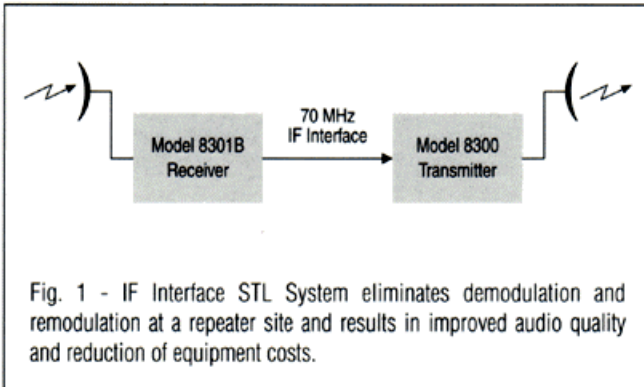 70 MHz
IF Interface
Model 8301B
Receiver
Model 8300
Transmitter
Fig. 1 - IF Interface STL System eliminates demodulation and
remodulation at a repeater site and results in improved audio quality
and reduction of equipment costs.